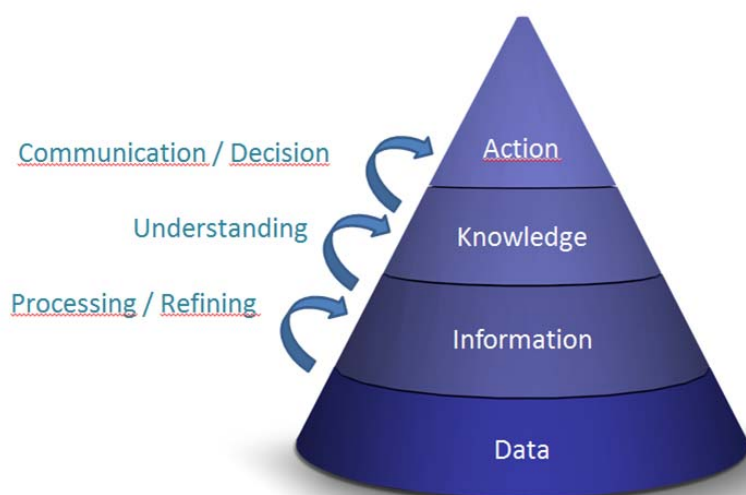 Communication / Decision
Action
Understanding
Knowledge
Processing / Refining
Information
Data